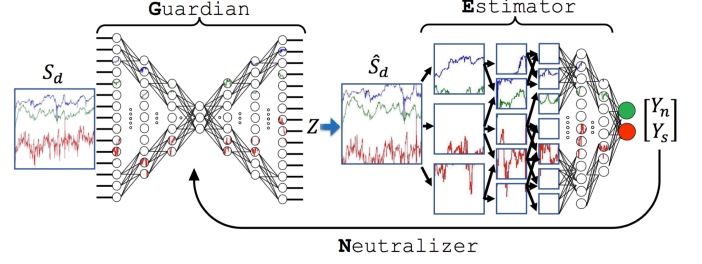 Guardian
Estimator
S_d
Ŝ_d
Z
[Y_n]
[Y_s]
Neutralizer